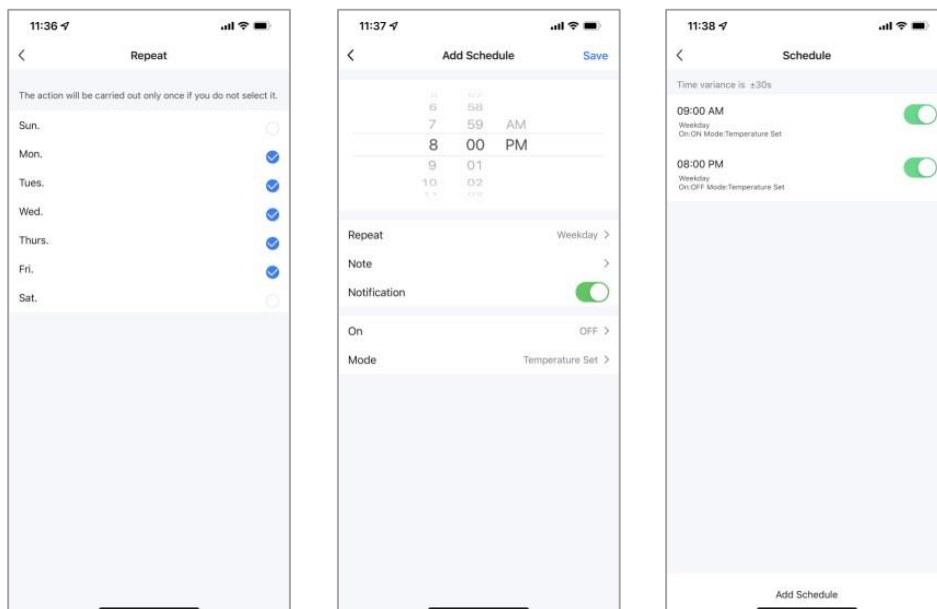 11:36
Repeat
The action will be carried out only once if you do not select it.
Sun.
Mon.
Tues.
Wed.
Thurs.
Fri.
Sat.
11:37
Add Schedule Save
6 58
7 59 AM
8 00 PM
9 01
10 02
Repeat Weekday
Note
Notification
On OFF
Mode Temperature Set
11:38
Schedule
Time variance is ±30s
09:00 AM
Weekday
On:ON Mode:Temperature Set
08:00 PM
Weekday
On:OFF Mode:Temperature Set
Add Schedule